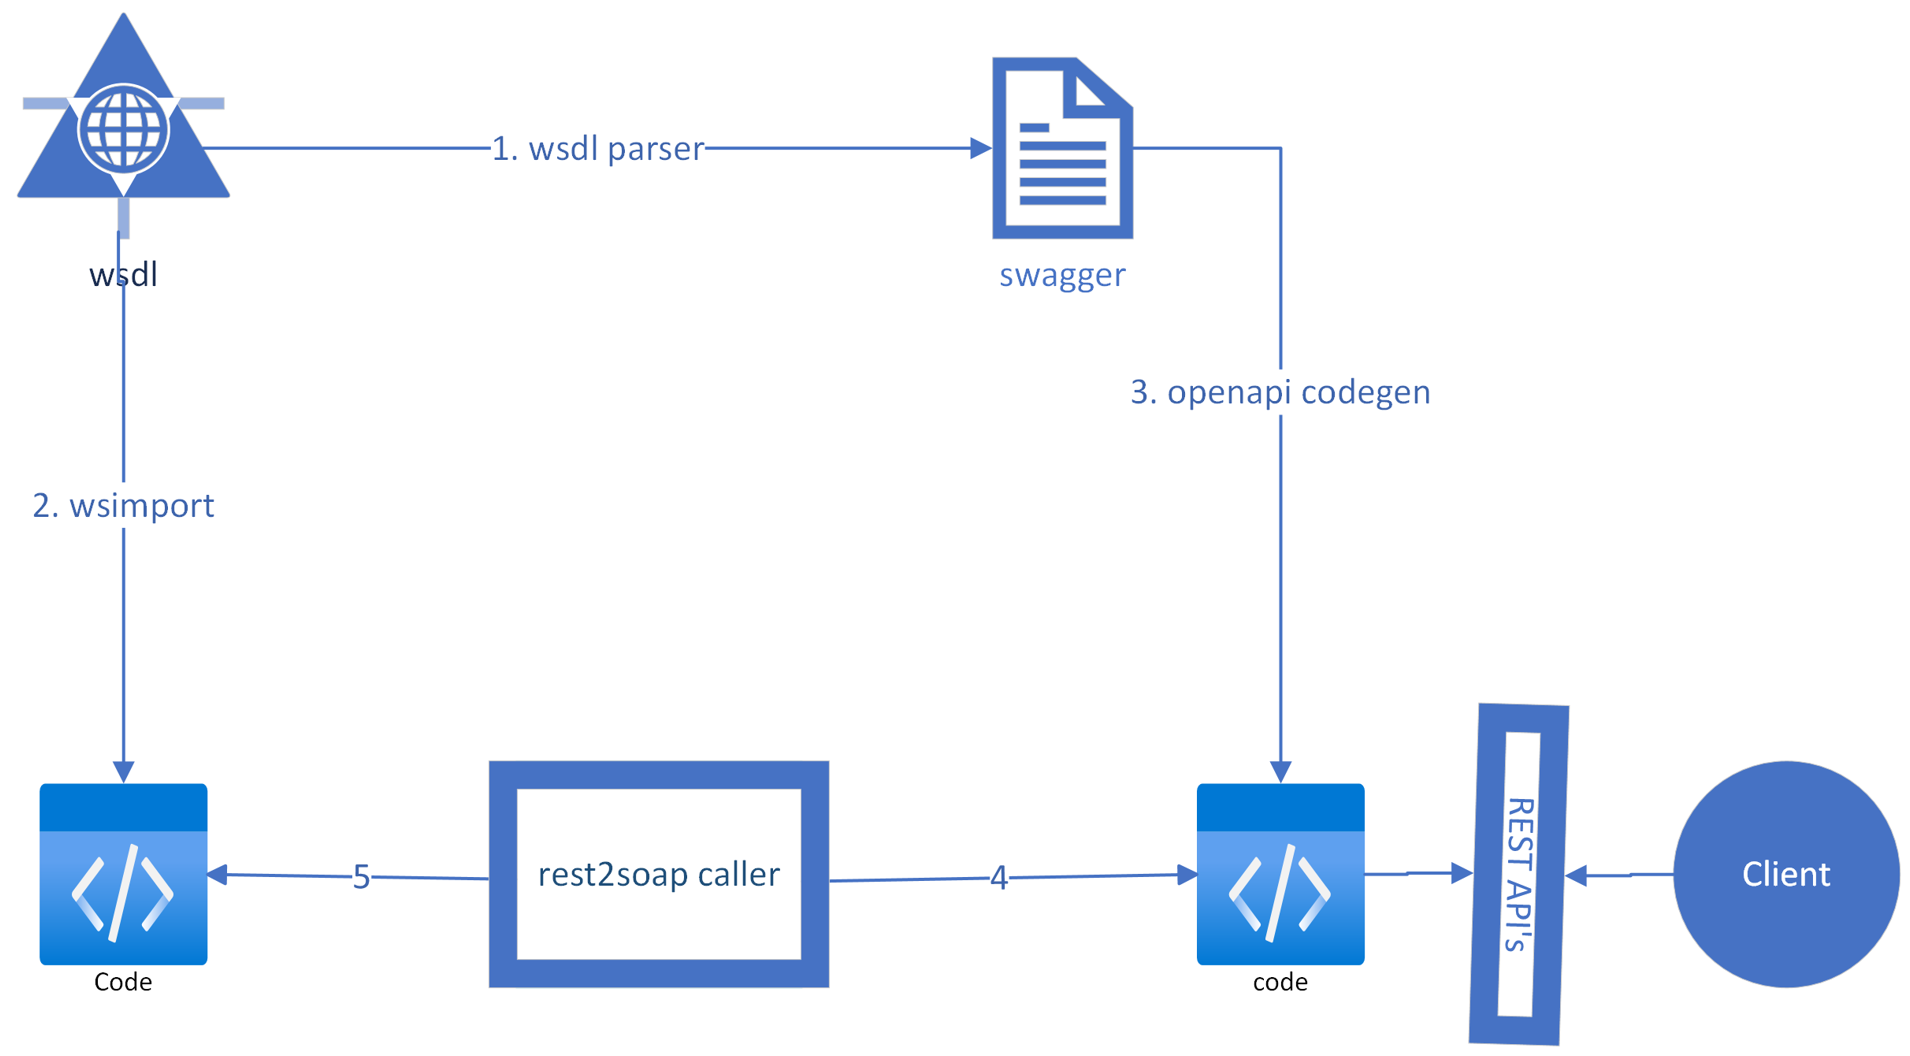 1. wsdl parser
wsdl
swagger
3. openapi codegen
2. wsimport
5
rest2soap caller
4
REST API's
Client
Code
code